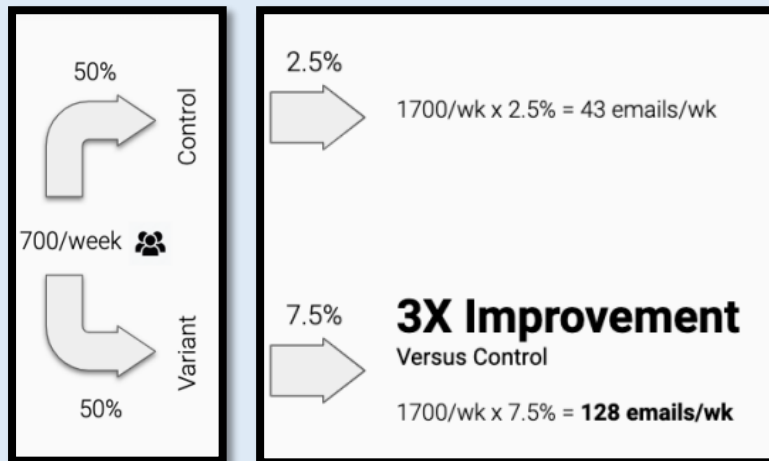 50%
Control
700/week
Variant
50%
2.5%
1700/wk x 2.5% = 43 emails/wk
7.5%
3X Improvement
Versus Control
1700/wk x 7.5% = 128 emails/wk